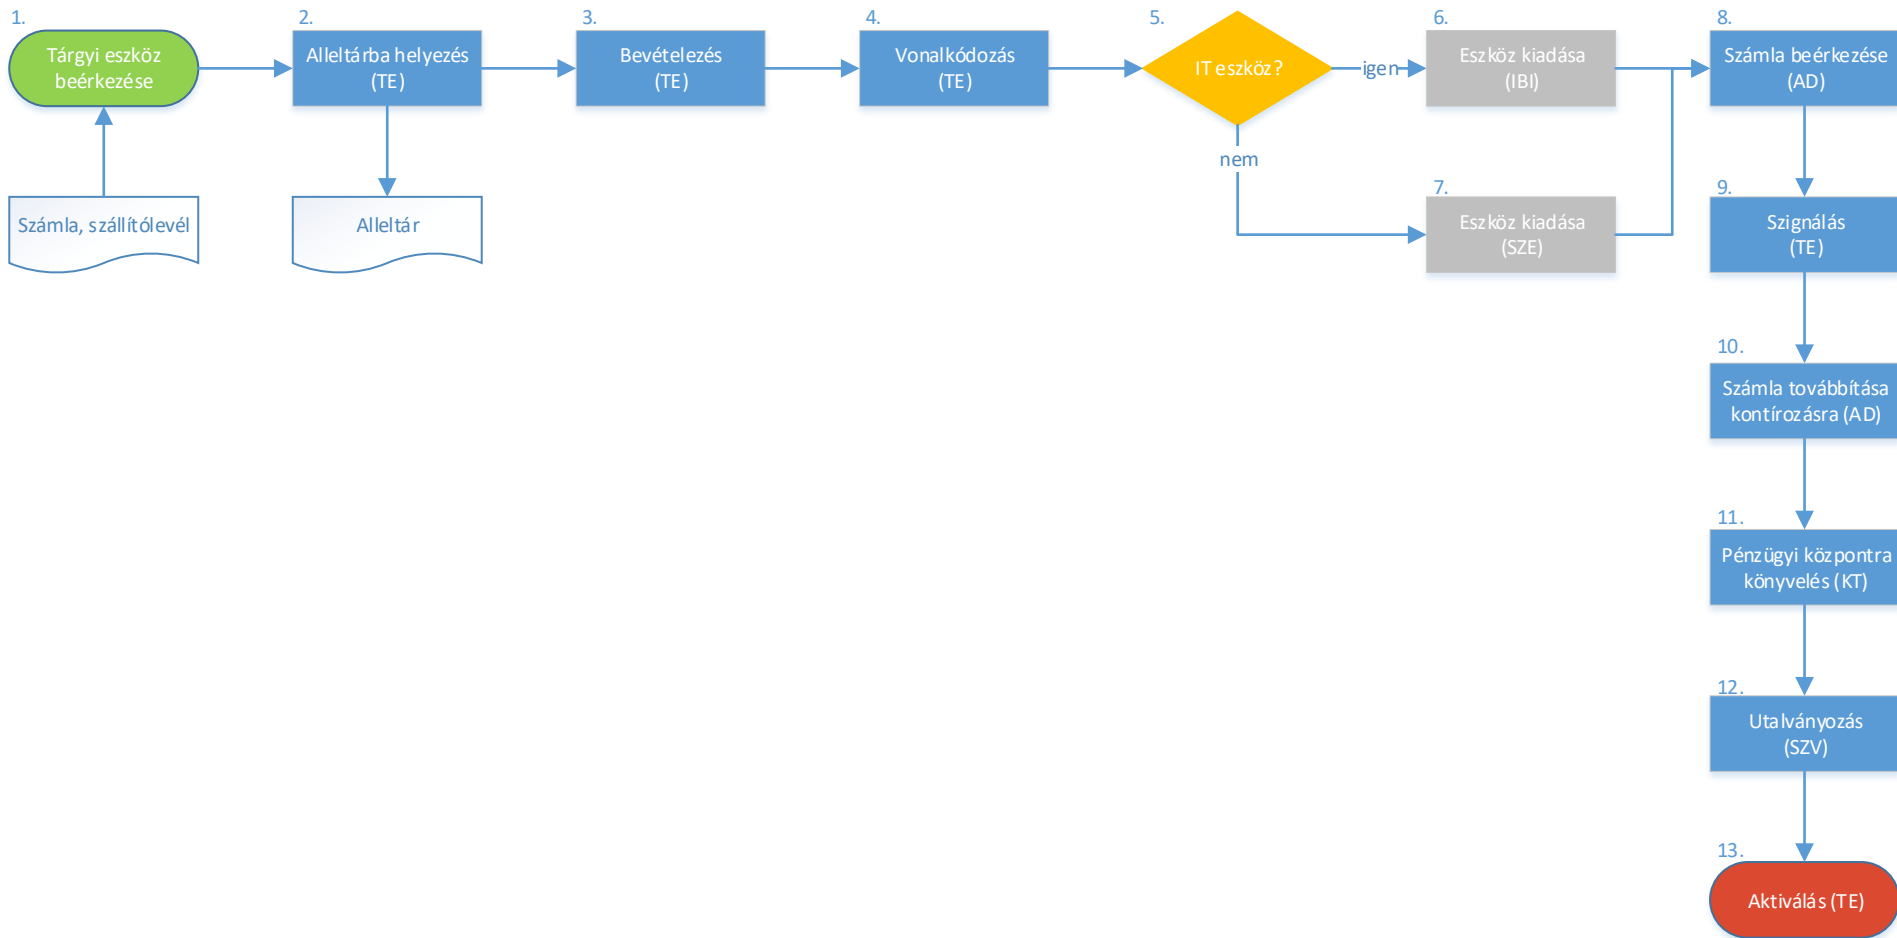 1.
Tárgyi eszköz
beérkezése
Számla, szállítólevél
2.
Alleltárba helyezés
(TE)
Alleltár
3.
Bevételezés
(TE)
4.
Vonalkódozás
(TE)
5.
IT eszköz?
igen
nem
6.
Eszköz kiadása
(IBI)
7.
Eszköz kiadása
(SZE)
8.
Számla beérkezése
(AD)
9.
Szignálás
(TE)
10.
Számla továbbítása
kontírozásra (AD)
11.
Pénzügyi központra
könyvelés (KT)
12.
Utalványozás
(SZV)
13.
Aktiválás (TE)